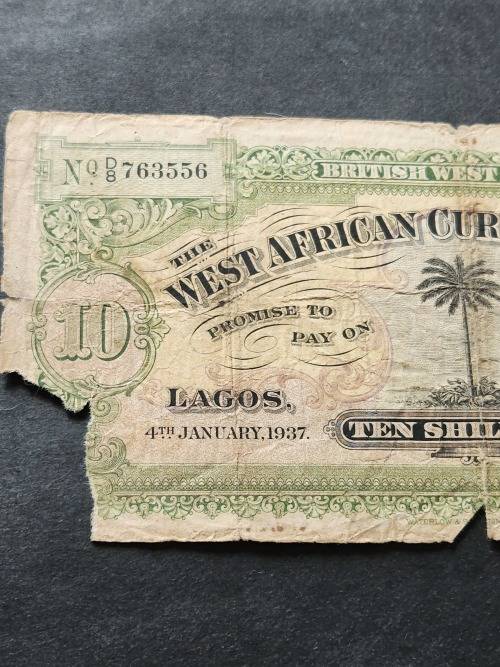 Nº D/8 763556
BRITISH WEST
THE
WEST AFRICAN CUR
PROMISE TO
PAY ON
10
LAGOS,
4TH JANUARY, 1937.
TEN SHIL
WATERLOW &